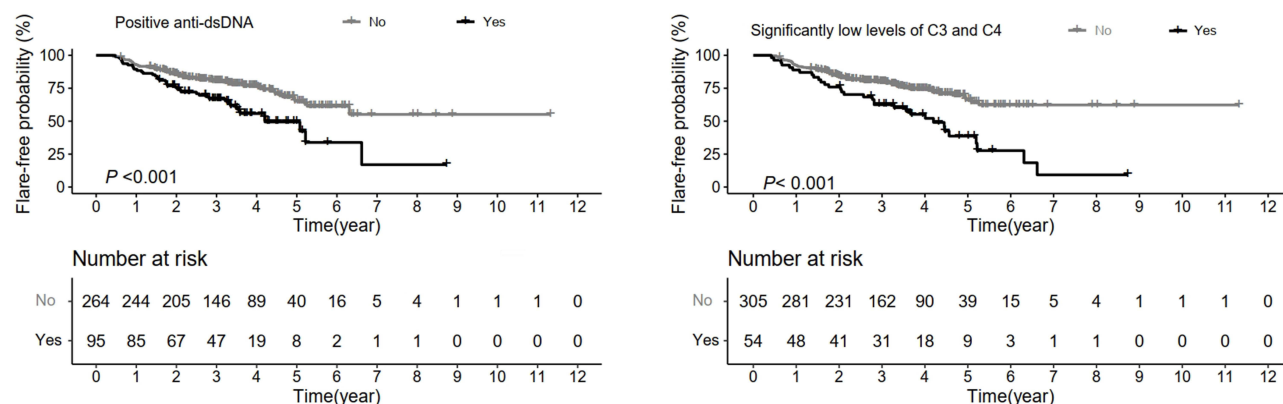 Positive anti-dsDNA No Yes
Flare-free probability (%)
100
75
50
25
0
P <0.001
0 1 2 3 4 5 6 7 8 9 10 11 12
Time(year)
Number at risk
No 264 244 205 146 89 40 16 5 4 1 1 1 0
Yes 95 85 67 47 19 8 2 1 1 0 0 0 0
0 1 2 3 4 5 6 7 8 9 10 11 12
Time(year)
Significantly low levels of C3 and C4 No Yes
Flare-free probability (%)
100
75
50
25
0
P< 0.001
0 1 2 3 4 5 6 7 8 9 10 11 12
Time(year)
Number at risk
No 305 281 231 162 90 39 15 5 4 1 1 1 0
Yes 54 48 41 31 18 9 3 1 1 0 0 0 0
0 1 2 3 4 5 6 7 8 9 10 11 12
Time(year)